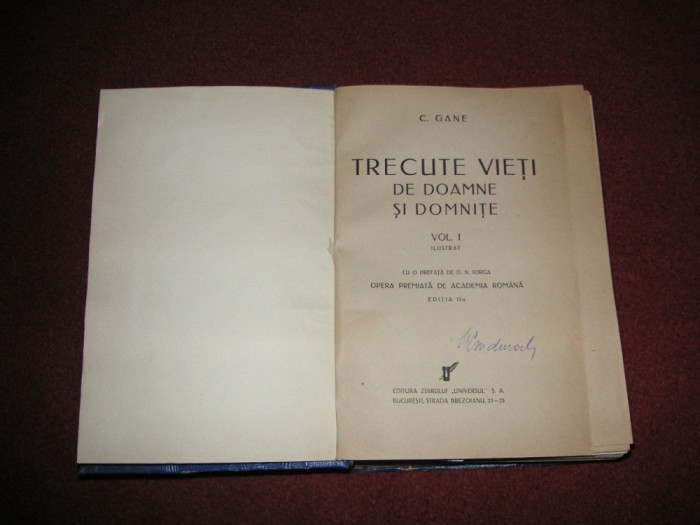 C. GANE
TRECUTE VIEȚI
DE DOAMNE
ȘI DOMNIȚE
VOL. I
ILUSTRAT
CU O PREFAȚĂ DE D. N. IORGA
OPERA PREMIATĂ DE ACADEMIA ROMÂNĂ
EDIȚIA II-a
EDITURA ZIARULUI „UNIVERSUL” S. A.
BUCUREȘTI, STRADA BREZOIANU, 23—25